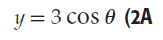 y = 3 cos θ (2A